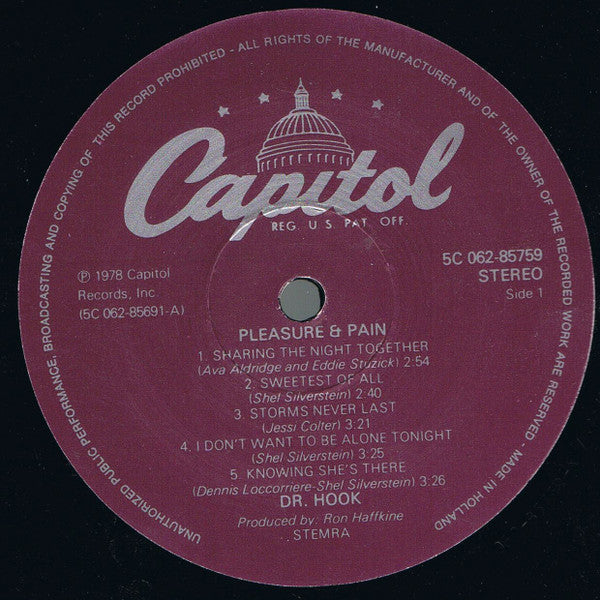 UNAUTHORIZED PUBLIC PERFORMANCE, BROADCASTING AND COPYING OF THIS RECORD PROHIBITED - ALL RIGHTS OF THE MANUFACTURER AND OF THE OWNER OF THE RECORDED WORK ARE RESERVED - MADE IN HOLLAND
Capitol
REG. U.S. PAT. OFF.
℗ 1978 Capitol
Records, Inc
(5C 062-85691-A)
5C 062-85759
STEREO
Side 1
PLEASURE & PAIN
1. SHARING THE NIGHT TOGETHER
(Ava Aldridge and Eddie Stuzick) 2:54
2. SWEETEST OF ALL
(Shel Silverstein) 2:40
3. STORMS NEVER LAST
(Jessi Colter) 3:21
4. I DON'T WANT TO BE ALONE TONIGHT
(Shel Silverstein) 3:25
5. KNOWING SHE'S THERE
(Dennis Loccorriere-Shel Silverstein) 3:26
DR. HOOK
Produced by: Ron Haffkine
STEMRA